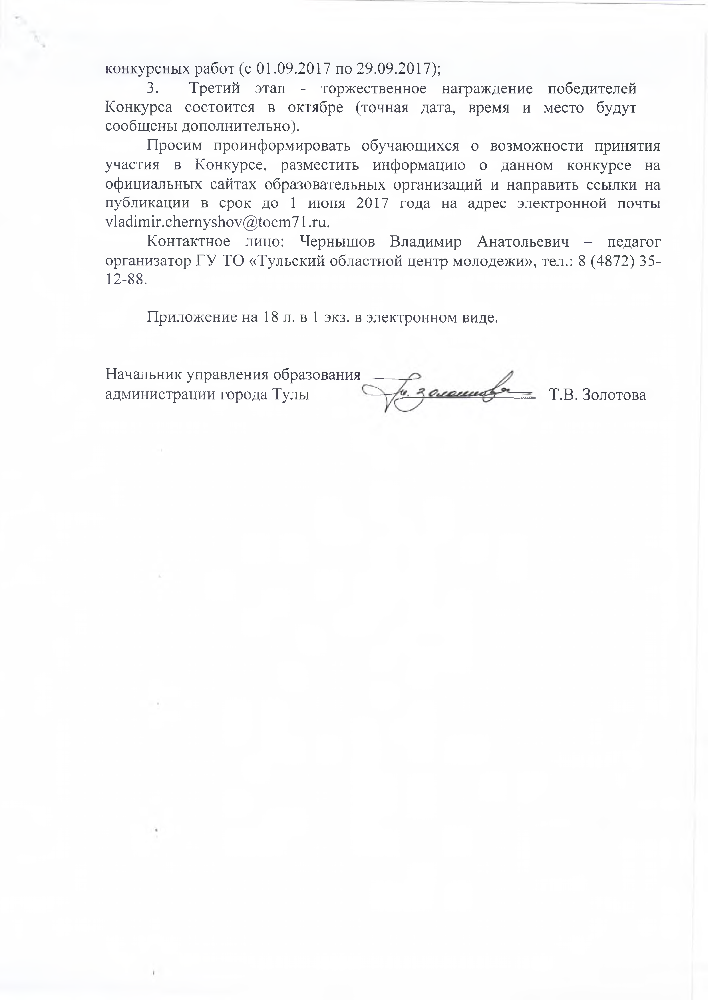 конкурсных работ (с 01.09.2017 по 29.09.2017);
3. Третий этап - торжественное награждение победителей
Конкурса состоится в октябре (точная дата, время и место будут
сообщены дополнительно).
Просим проинформировать обучающихся о возможности принятия
участия в Конкурсе, разместить информацию о данном конкурсе на
официальных сайтах образовательных организаций и направить ссылки на
публикации в срок до 1 июня 2017 года на адрес электронной почты
vladimir.chernyshov@tocm71.ru.
Контактное лицо: Чернышов Владимир Анатольевич – педагог
организатор ГУ ТО «Тульский областной центр молодежи», тел.: 8 (4872) 35-
12-88.
Приложение на 18 л. в 1 экз. в электронном виде.
Начальник управления образования
администрации города Тулы Т.В. Золотова